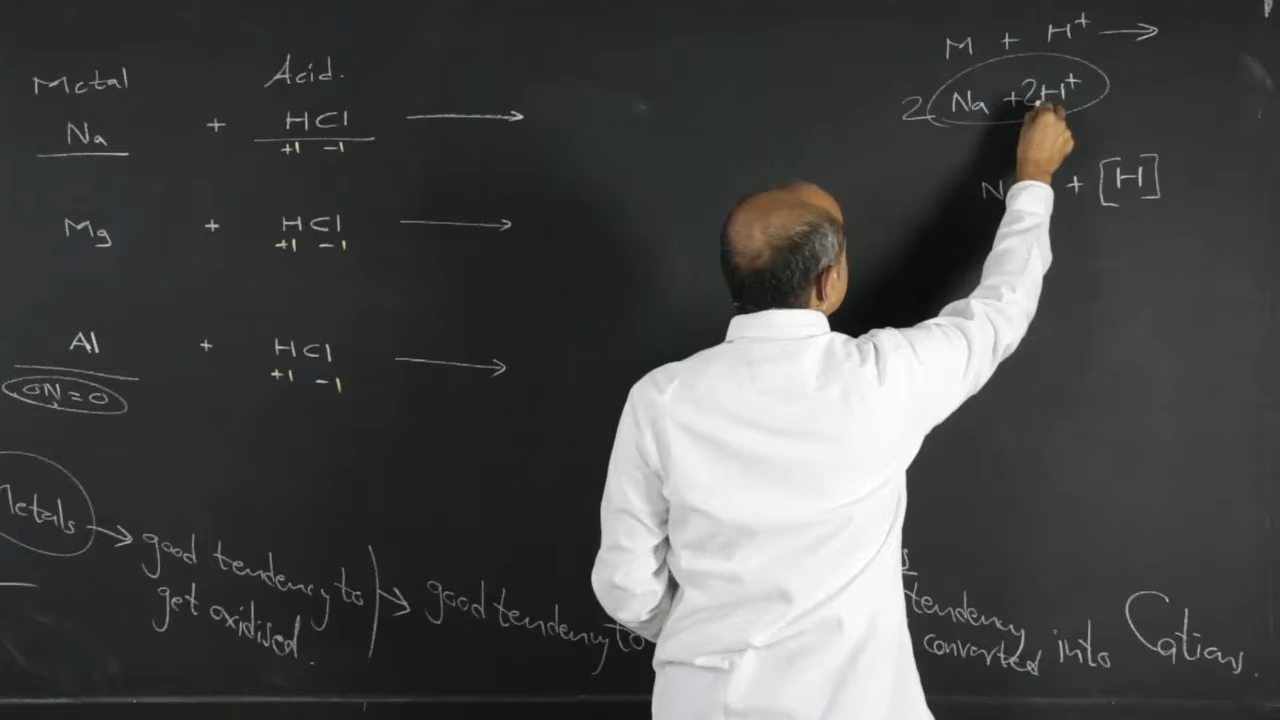 Metal Acid.
Na + HCl →
+1 -1
Mg + HCl →
+1 -1
Al + HCl →
+1 -1
ON = 0
Metals → good tendency to
get oxidised.
→ good tendency to
tendency
converted into Cations.
M + H⁺ →
2 Na + 2H⁺
N + [H]